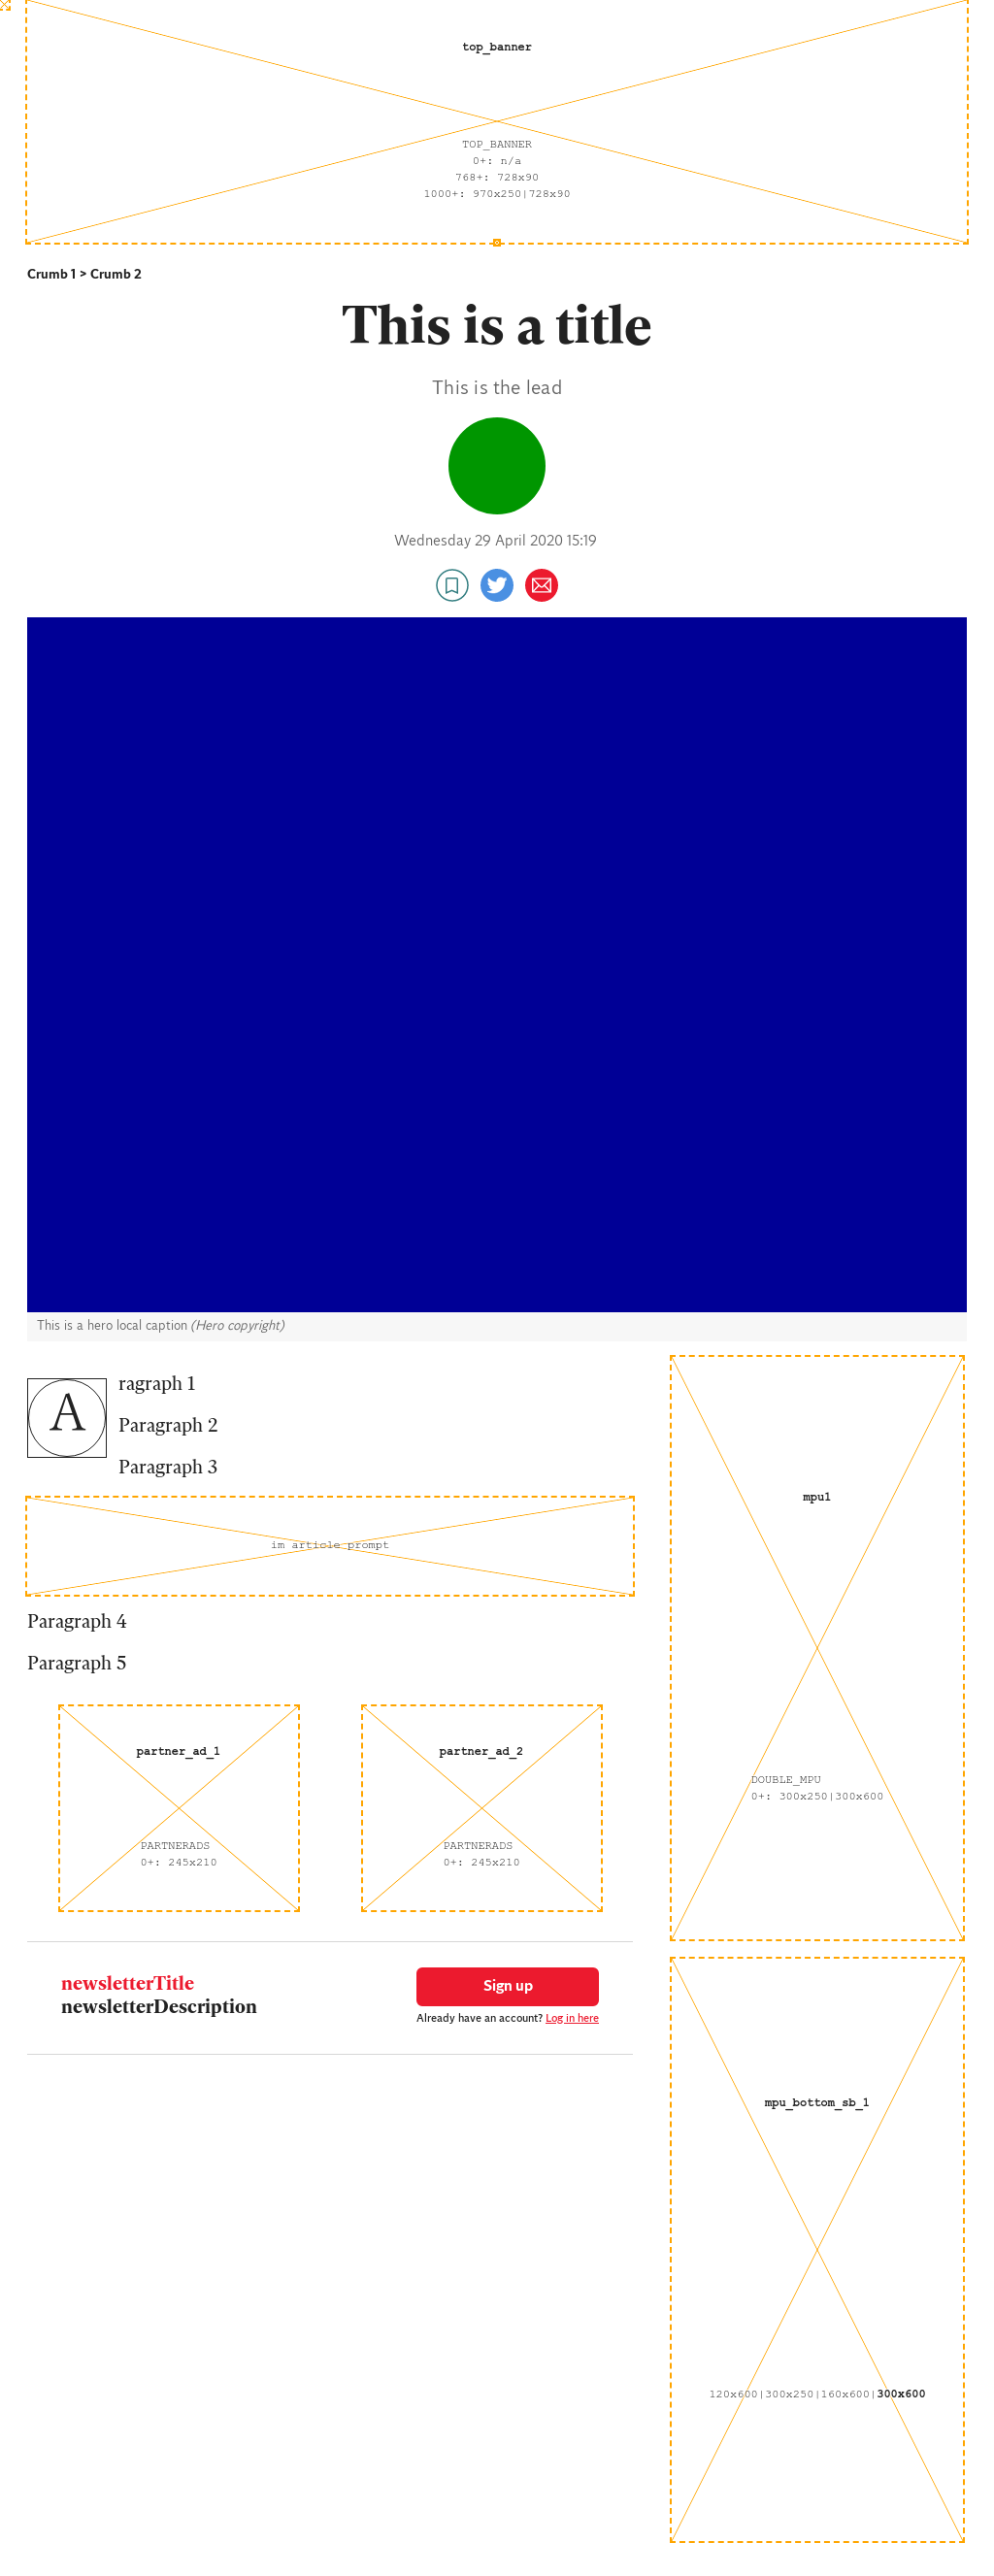 top_banner
TOP_BANNER
0+: n/a
768+: 728x90
1000+: 970x250|728x90
Crumb 1 > Crumb 2
This is a title
This is the lead
Wednesday 29 April 2020 15:19
This is a hero local caption (Hero copyright)
A
ragraph 1
Paragraph 2
Paragraph 3
im article prompt
Paragraph 4
Paragraph 5
partner_ad_1
PARTNERADS
0+: 245x210
partner_ad_2
PARTNERADS
0+: 245x210
newsletterTitle
newsletterDescription
Sign up
Already have an account? Log in here
mpu1
DOUBLE_MPU
0+: 300x250|300x600
mpu_bottom_sb_1
120x600|300x250|160x600|300x600